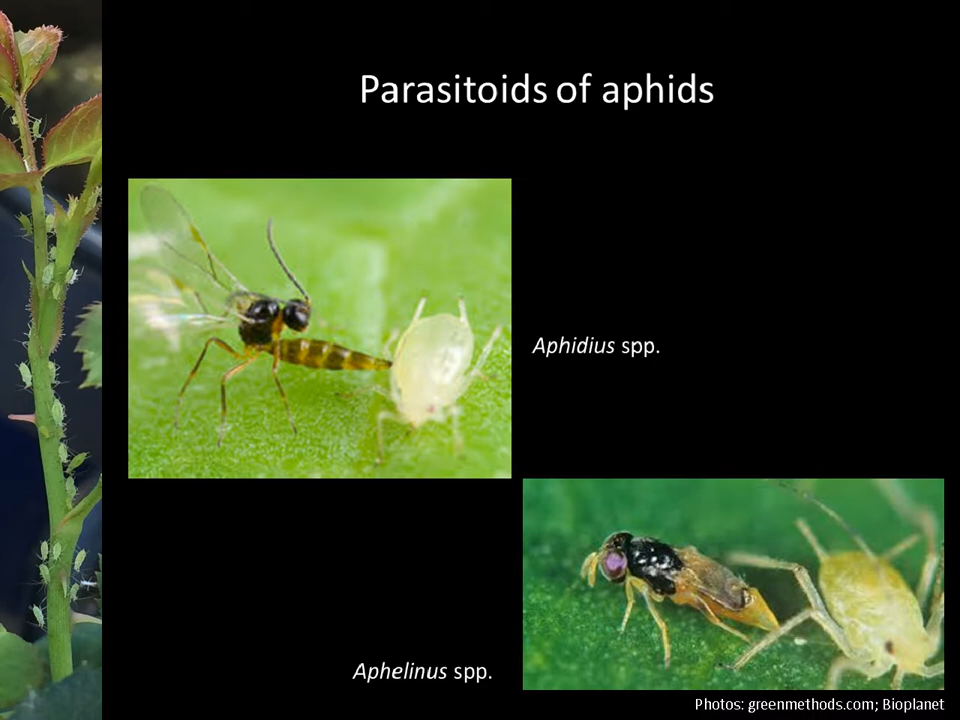 Parasitoids of aphids
Aphidius spp.
Aphelinus spp.
Photos: greenmethods.com; Bioplanet